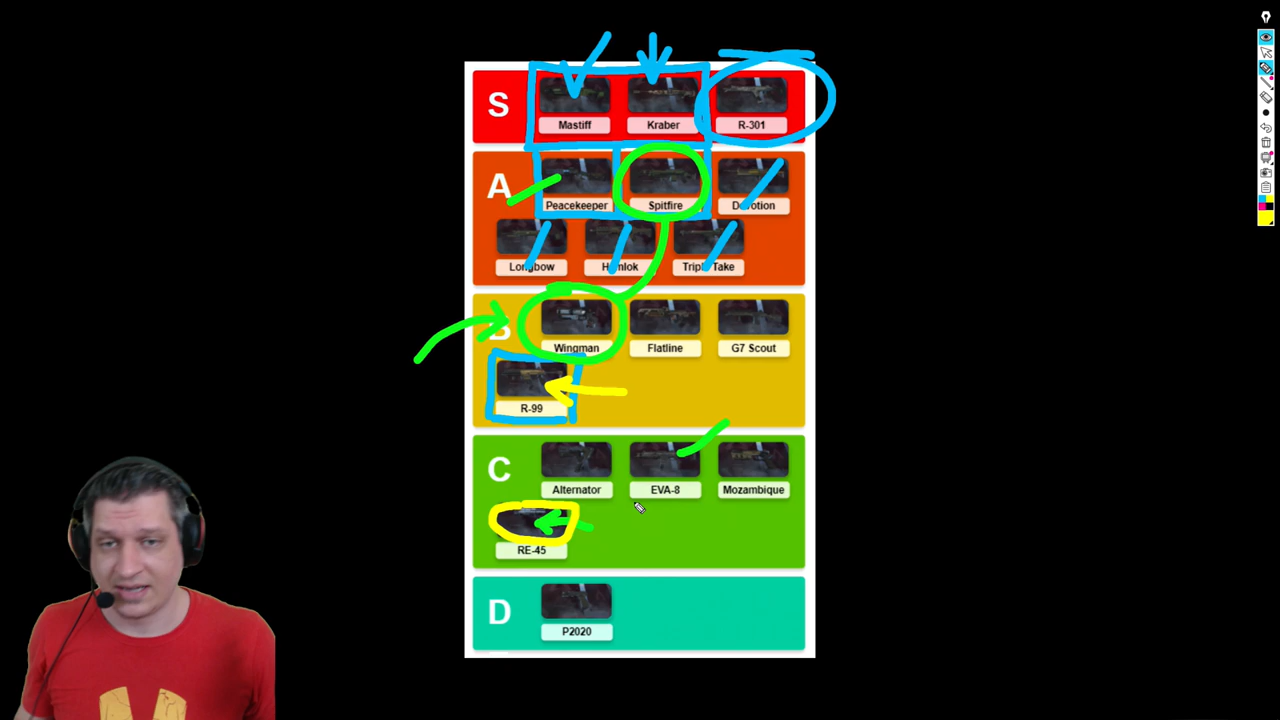 S
Mastiff Kraber R-301
A
Peacekeeper Spitfire Devotion
Longbow Hemlok Triple Take
B
Wingman Flatline G7 Scout
R-99
C
Alternator EVA-8 Mozambique
RE-45
D
P2020